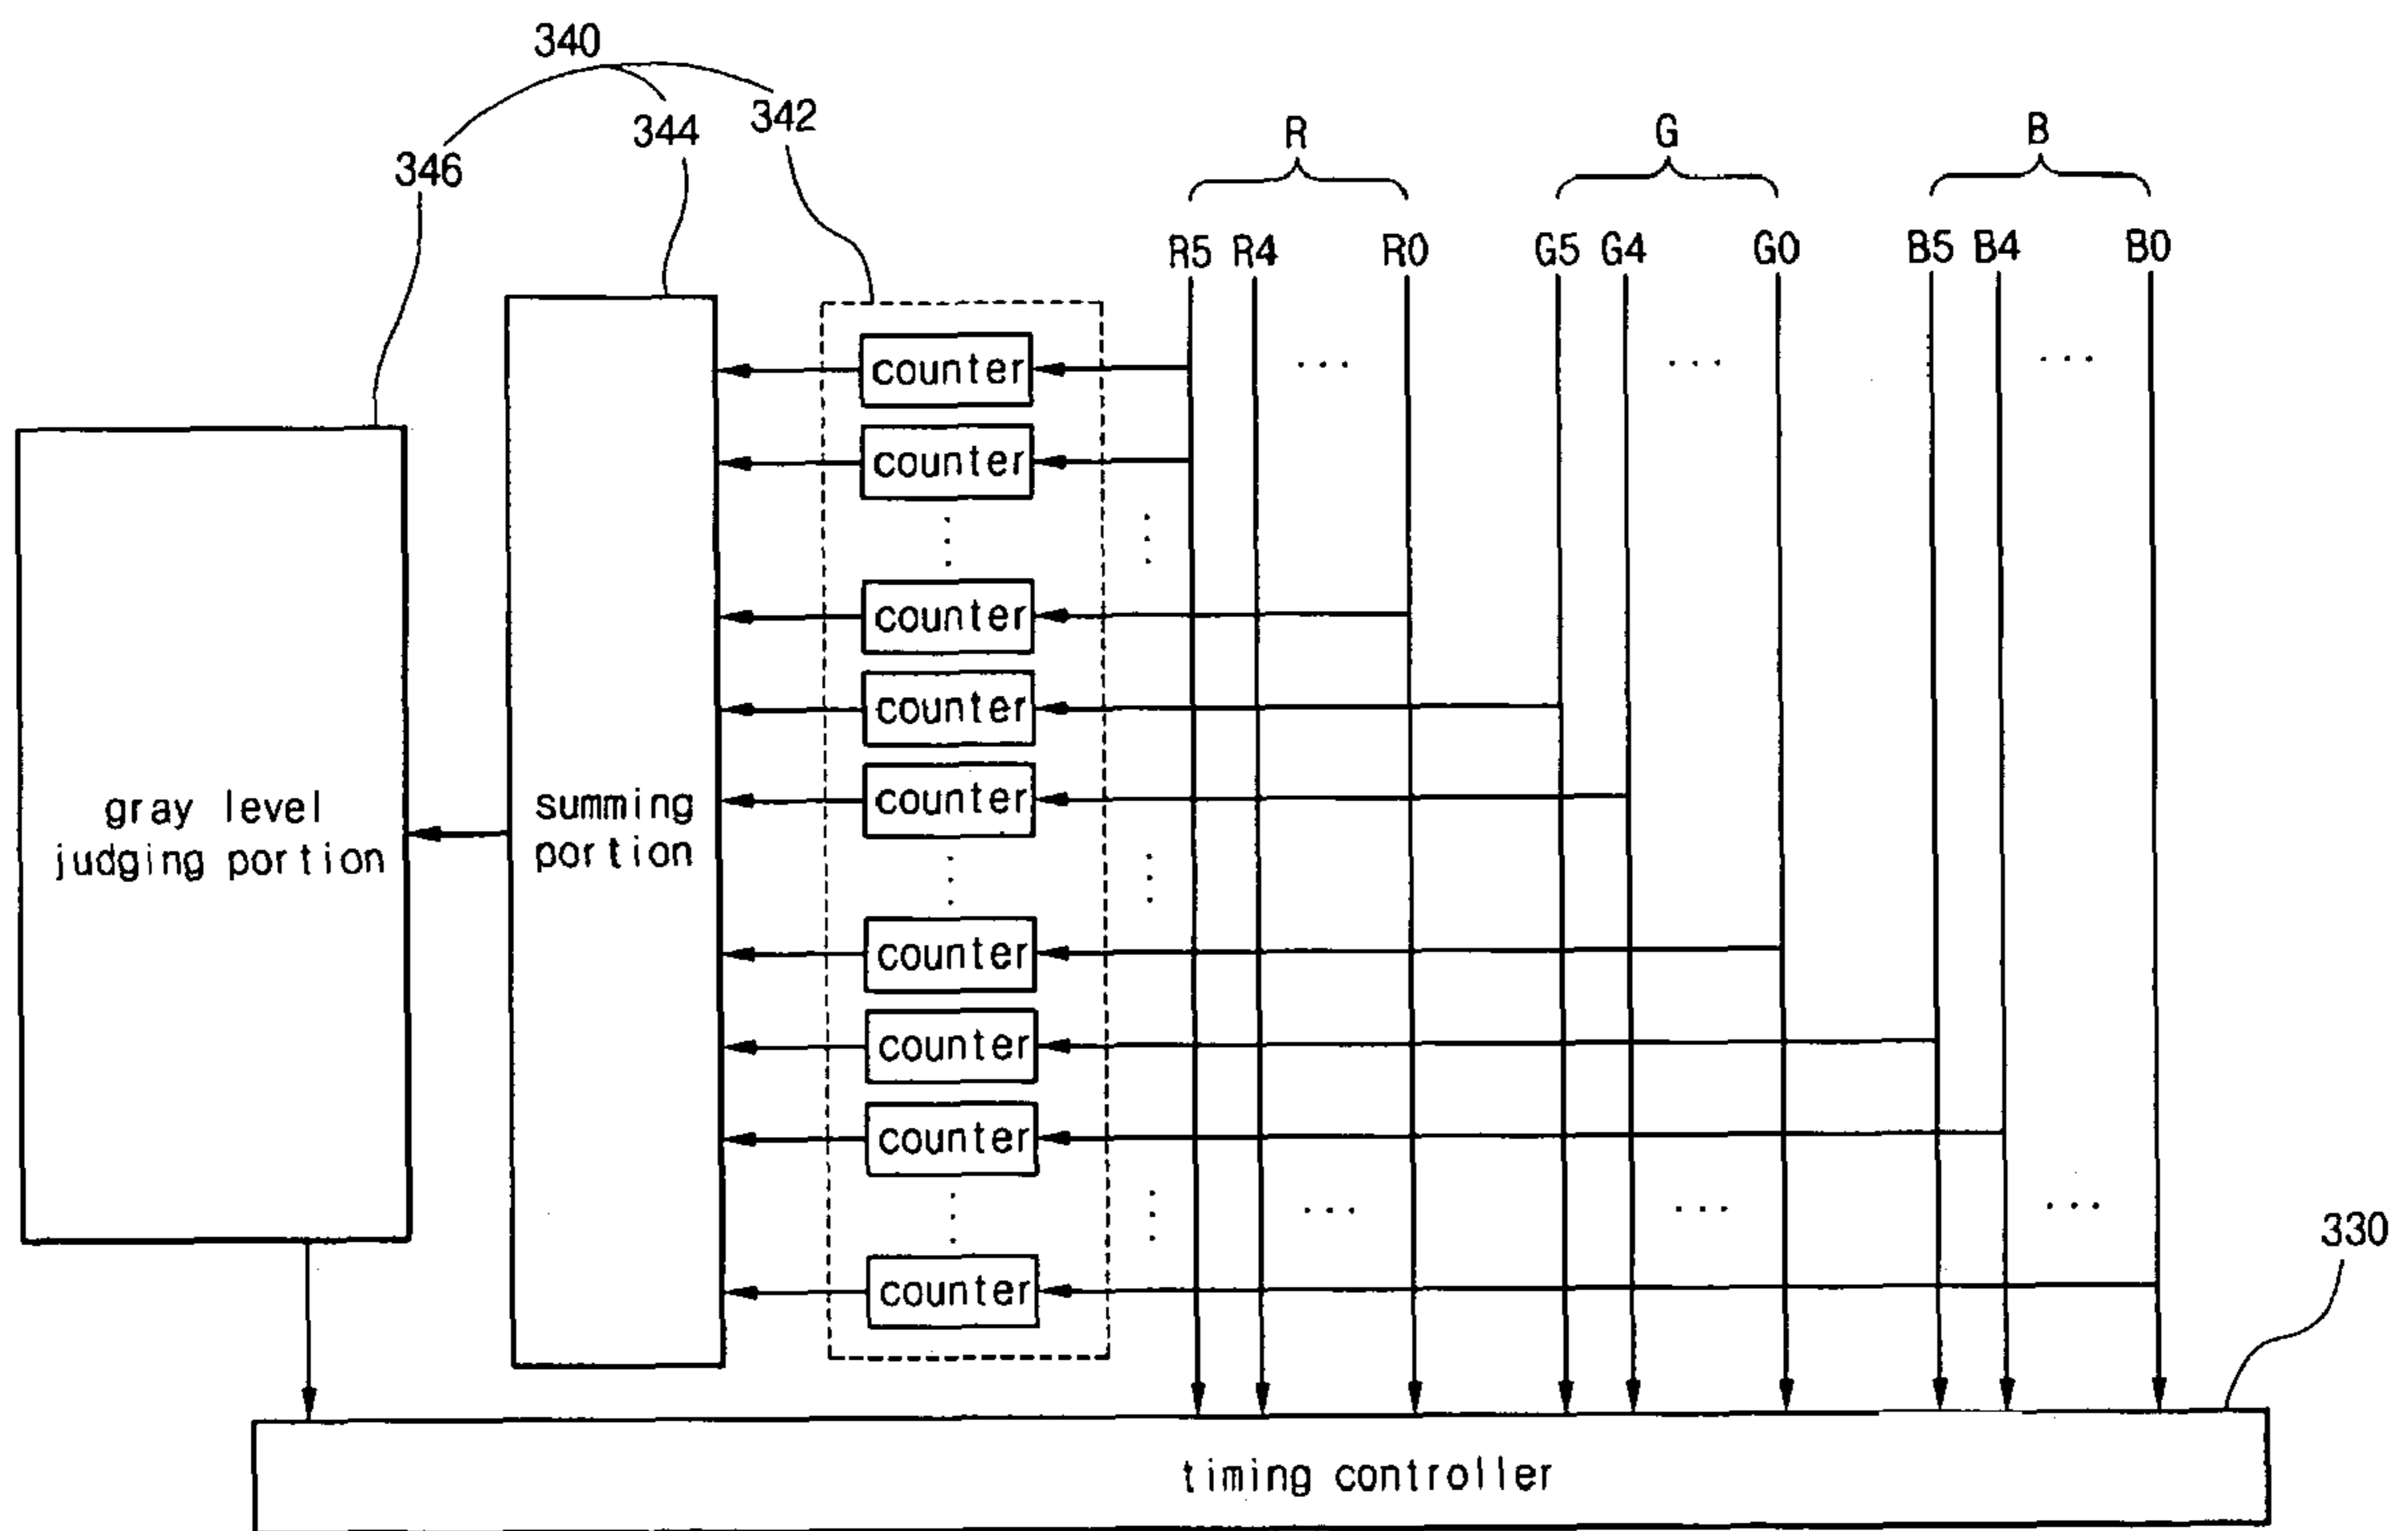 340
344
342
346
R
G
B
R5 R4 R0
G5 G4 G0
B5 B4 B0
...
...
...
counter
counter
counter
counter
counter
counter
counter
counter
counter
gray level
judging portion
summing
portion
...
...
...
330
timing controller